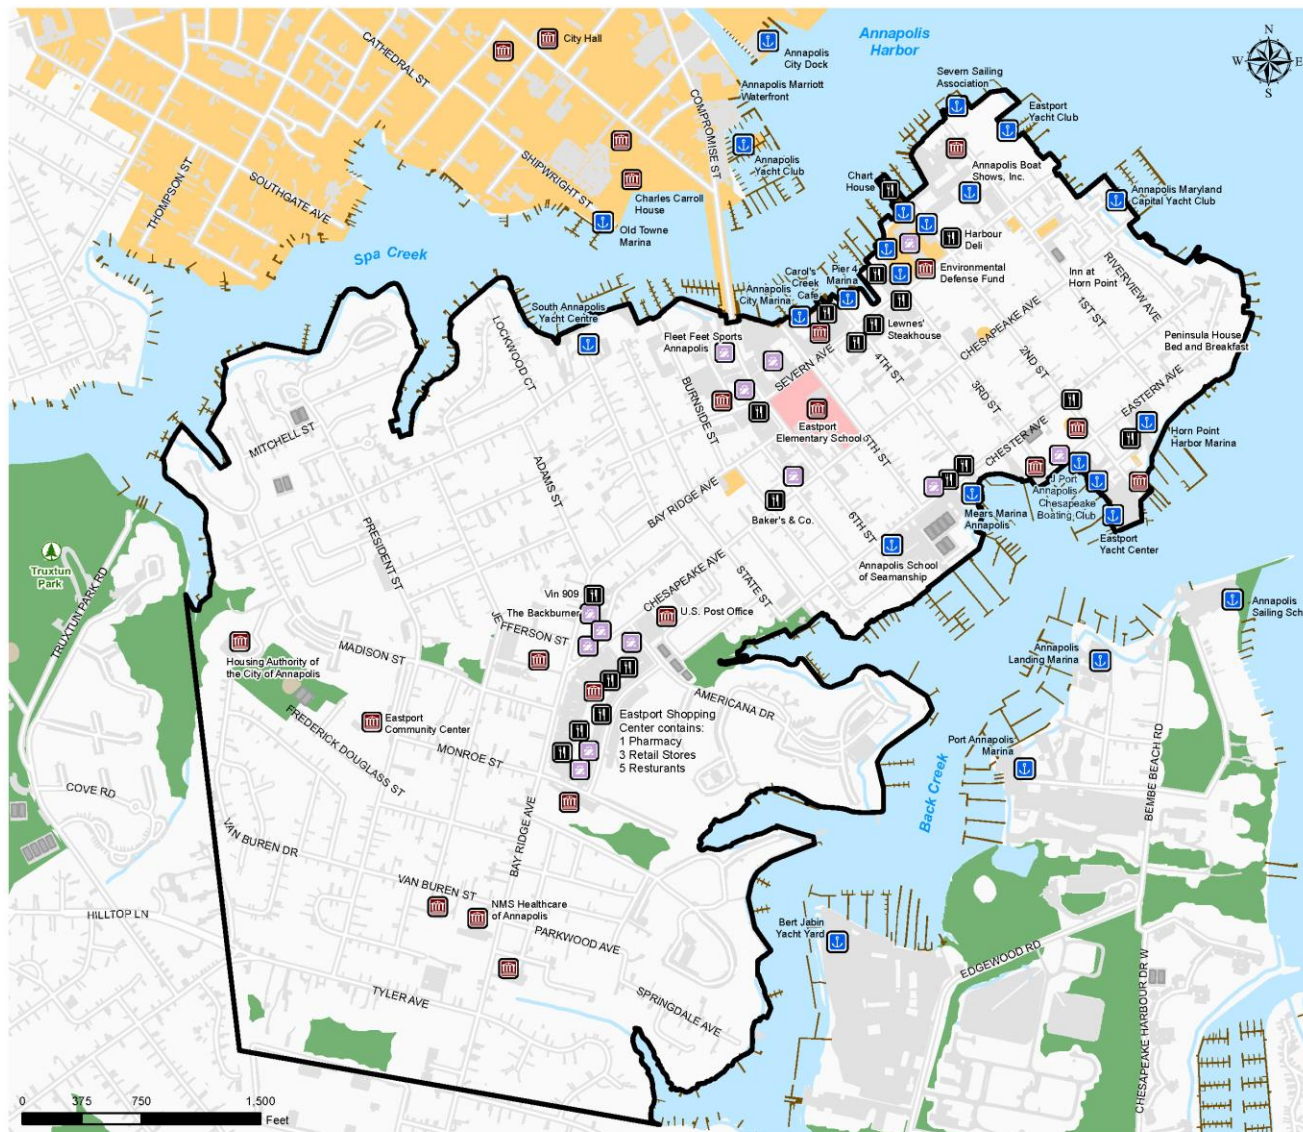 City Hall
CATHEDRAL ST
Annapolis
City Dock
Annapolis
Harbor
N
W
E
S
Annapolis Marriott
Waterfront
COMPROMISE ST
Severn Sailing
Association
Eastport
Yacht Club
THOMPSON ST
SOUTHGATE AVE
SHIPWRIGHT ST
Charles Carroll
House
Annapolis
Yacht Club
Chart
House
Annapolis Boat
Shows, Inc.
Annapolis Maryland
Capital Yacht Club
Old Towne
Marina
Spa Creek
Harbour
Deli
Environmental
Defense Fund
Carol's
Creek
Cafe
Pier 4
Marina
Annapolis
City Marina
Inn at
Horn Point
RIVERVIEW AVE
1ST ST
South Annapolis
Yacht Centre
LOCKWOOD CT
Fleet Feet Sports
Annapolis
Lewnes'
Steakhouse
CHESAPEAKE AVE
2ND ST
Peninsula House
Bed and Breakfast
SEVERN AVE
4TH ST
3RD ST
EASTERN AVE
BURNSIDE ST
Eastport
Elementary School
5TH ST
CHESTER AVE
Horn Point
Harbor Marina
MITCHELL ST
ADAMS ST
BAY RIDGE AVE
Baker's & Co.
6TH ST
Mears Marina
Annapolis
J Port
Annapolis
Chesapeake
Boating Club
Eastport
Yacht Center
PRESIDENT ST
Annapolis School
of Seamanship
Truxtun
Park
TRUXTUN PARK RD
Vin 909
The Backburner
CHESAPEAKE AVE
STATE ST
U.S. Post Office
JEFFERSON ST
Annapolis
Sailing Sch
MADISON ST
Housing Authority of
the City of Annapolis
Annapolis
Landing Marina
AMERICANA DR
Eastport
Community Center
FREDERICK DOUGLASS ST
MONROE ST
Eastport Shopping
Center contains:
1 Pharmacy
3 Retail Stores
5 Resturants
Port Annapolis
Marina
BEMBE BEACH RD
Back Creek
COVE RD
VAN BUREN DR
BAY RIDGE AVE
VAN BUREN ST
NMS Healthcare
of Annapolis
HILLTOP LN
PARKWOOD AVE
Bert Jabin
Yacht Yard
EDGEWOOD RD
TYLER AVE
SPRINGDALE AVE
CHESAPEAKE HARBOUR DR W
0 375 750 1,500
Feet